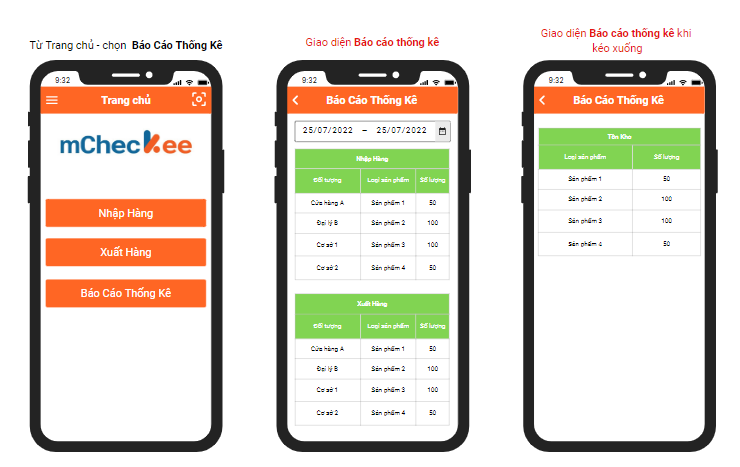 Từ Trang chủ - chọn Báo Cáo Thống Kê
9:32
Trang chủ
mCheckee
Nhập Hàng
Xuất Hàng
Báo Cáo Thống Kê
Giao diện Báo cáo thống kê
9:32
Báo Cáo Thống Kê
25/07/2022 – 25/07/2022
Nhập Hàng
Đối tượng Loại sản phẩm Số lượng
Cửa hàng A Sản phẩm 1 50
Đại lý B Sản phẩm 2 100
Cơ sở 1 Sản phẩm 3 100
Cơ sở 2 Sản phẩm 4 50
Xuất Hàng
Đối tượng Loại sản phẩm Số lượng
Cửa hàng A Sản phẩm 1 50
Đại lý B Sản phẩm 2 100
Cơ sở 1 Sản phẩm 3 100
Cơ sở 2 Sản phẩm 4 50
Giao diện Báo cáo thống kê khi
kéo xuống
9:32
Báo Cáo Thống Kê
Tồn Kho
Loại sản phẩm Số lượng
Sản phẩm 1 50
Sản phẩm 2 100
Sản phẩm 3 100
Sản phẩm 4 50